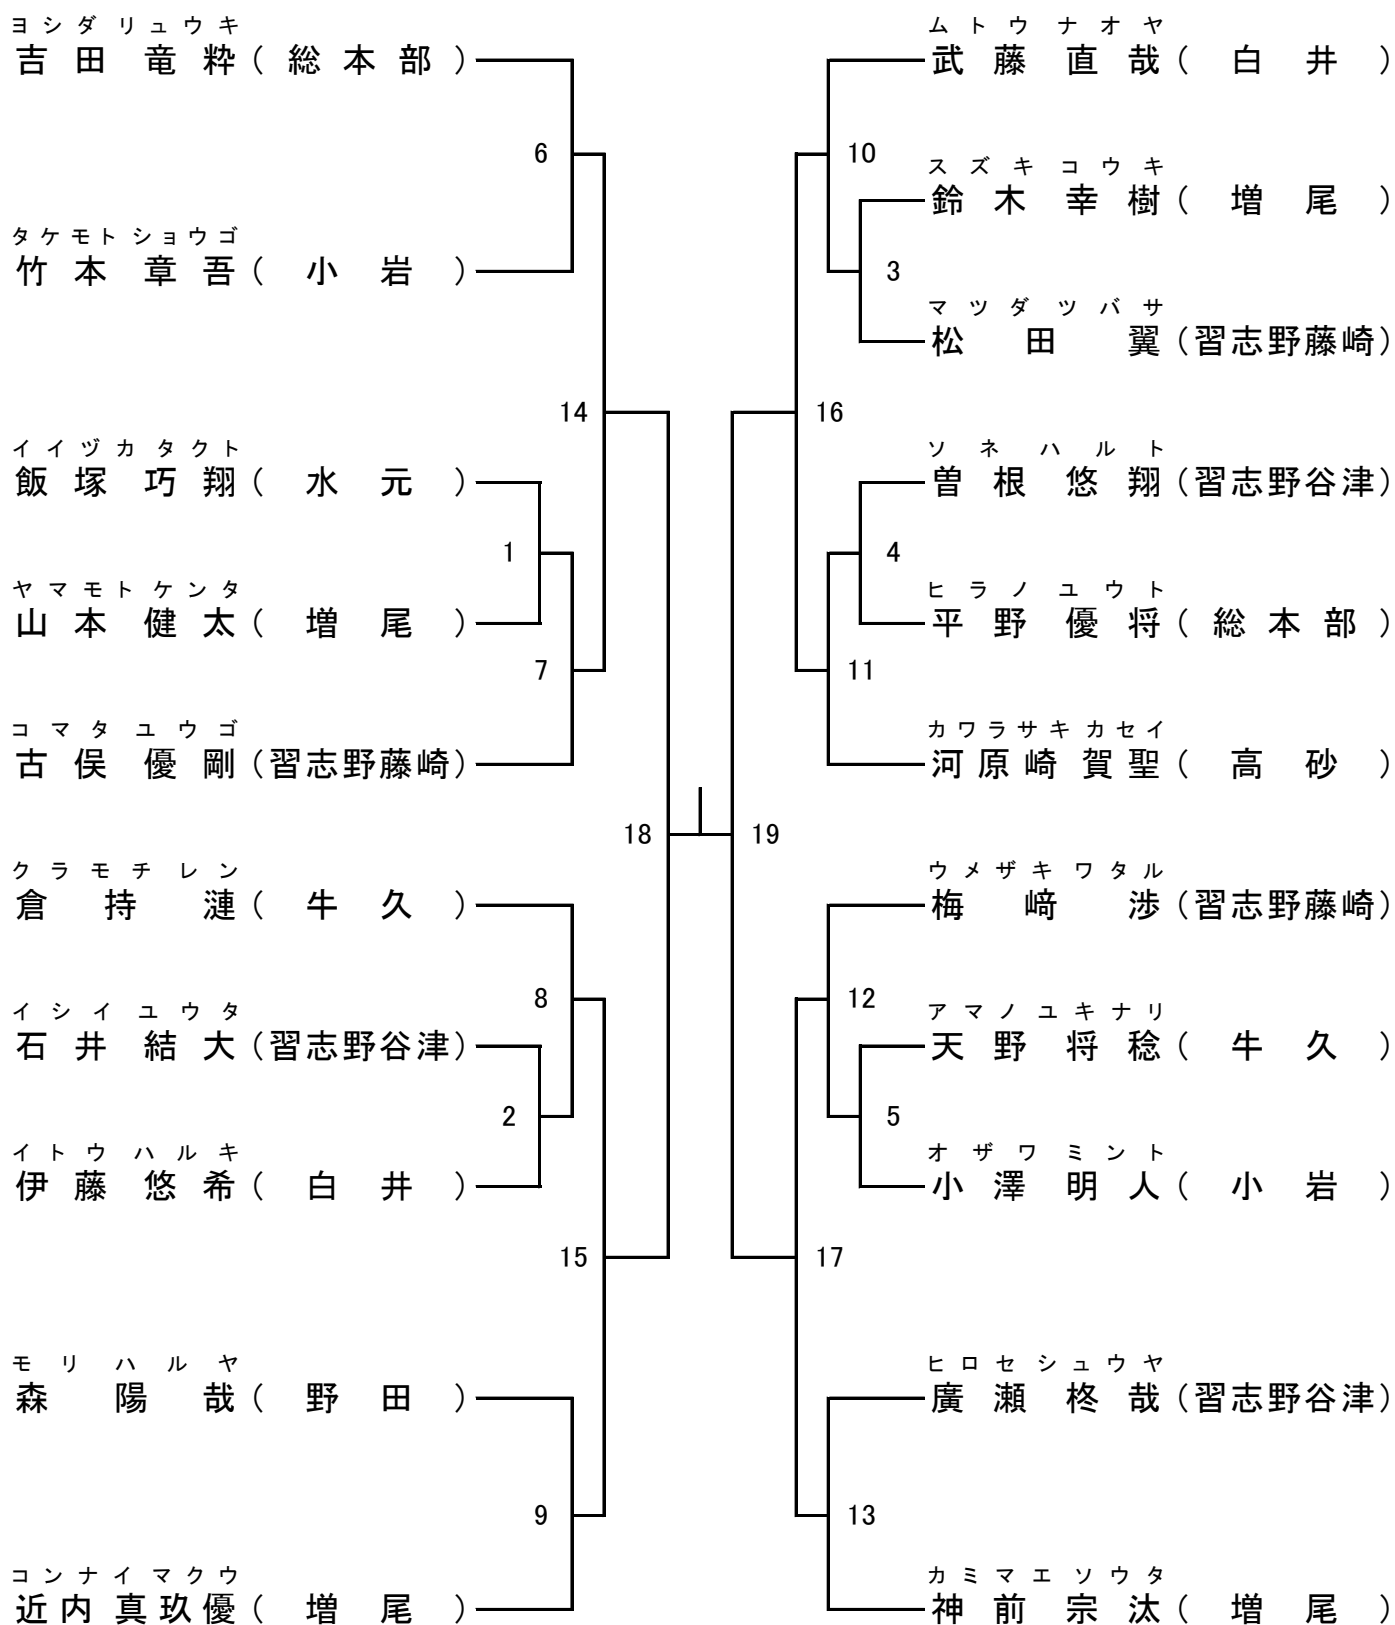 ヨシダリュウキ
吉田竜粋(総本部)
6
タケモトショウゴ
竹本章吾(小岩)
14
イイヅカタクト
飯塚巧翔(水元)
1
ヤマモトケンタ
山本健太(増尾)
7
コマタユウゴ
古俣優剛(習志野藤崎)
18
クラモチレン
倉持漣(牛久)
8
イシイユウタ
石井結大(習志野谷津)
2
イトウハルキ
伊藤悠希(白井)
15
モリハルヤ
森陽哉(野田)
9
コンナイマクウ
近内真玖優(増尾)
ムトウナオヤ
武藤直哉(白井)
10
スズキコウキ
鈴木幸樹(増尾)
3
マツダツバサ
松田翼(習志野藤崎)
16
ソネハルト
曽根悠翔(習志野谷津)
4
ヒラノユウト
平野優将(総本部)
11
カワラサキカセイ
河原崎賀聖(高砂)
19
ウメザキワタル
梅﨑渉(習志野藤崎)
12
アマノユキナリ
天野将稔(牛久)
5
オザワミント
小澤明人(小岩)
17
ヒロセシュウヤ
廣瀬柊哉(習志野谷津)
13
カミマエソウタ
神前宗汰(増尾)